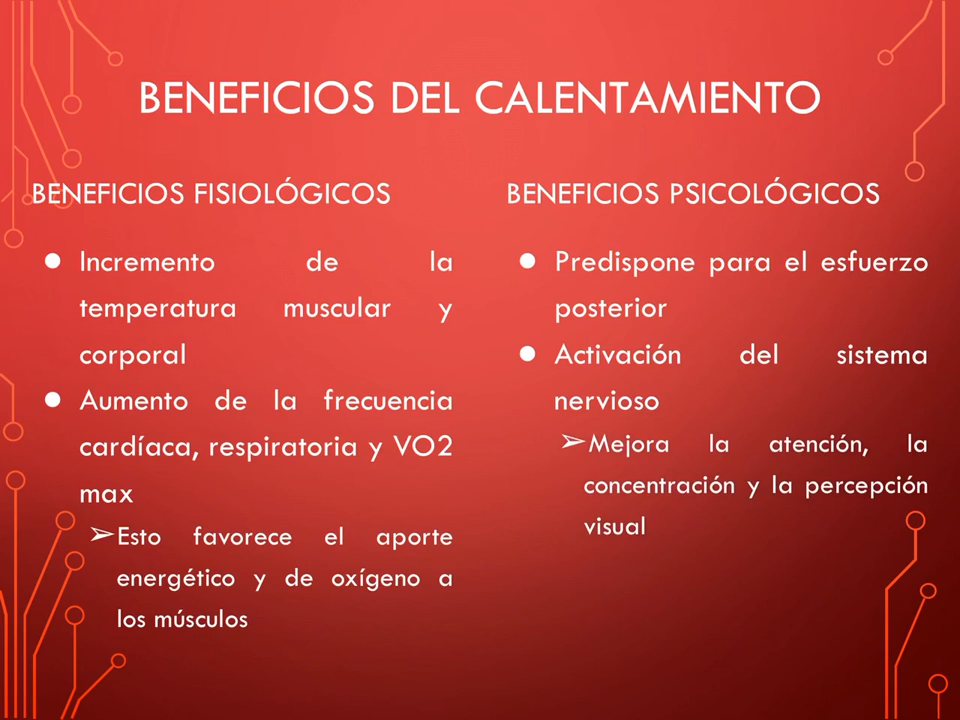 BENEFICIOS DEL CALENTAMIENTO
BENEFICIOS FISIOLÓGICOS
● Incremento de la
temperatura muscular y
corporal
● Aumento de la frecuencia
cardíaca, respiratoria y VO2
max
➢Esto favorece el aporte
energético y de oxígeno a
los músculos
BENEFICIOS PSICOLÓGICOS
● Predispone para el esfuerzo
posterior
● Activación del sistema
nervioso
➢Mejora la atención, la
concentración y la percepción
visual